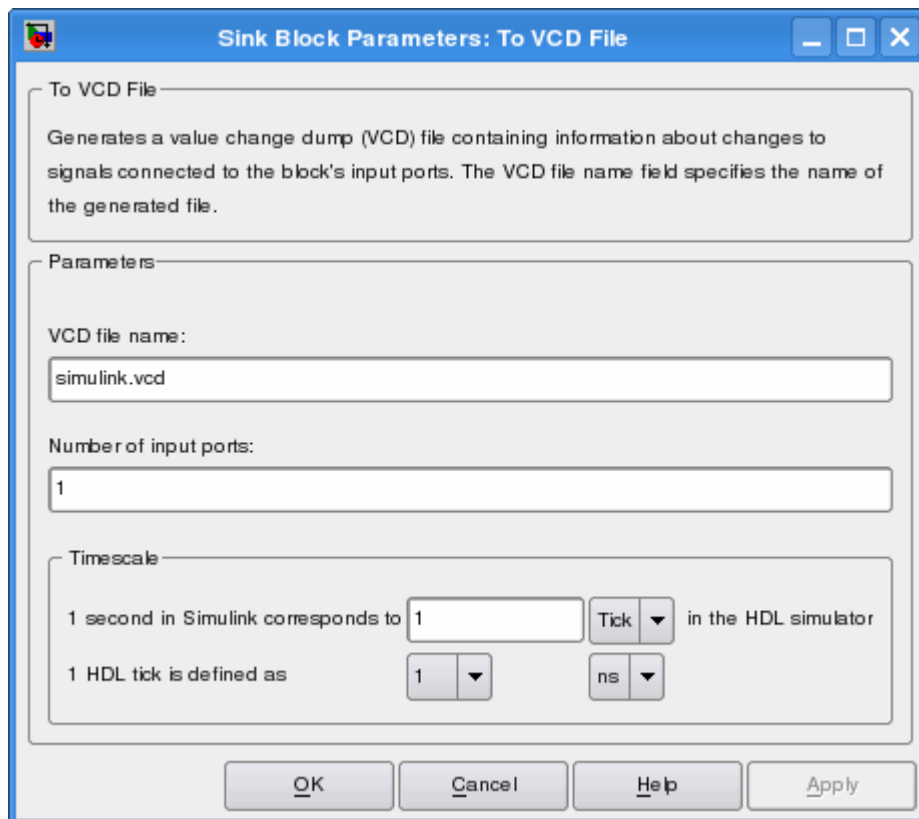 Sink Block Parameters: To VCD File
To VCD File
Generates a value change dump (VCD) file containing information about changes to
signals connected to the block's input ports. The VCD file name field specifies the name of
the generated file.
Parameters
VCD file name:
simulink.vcd
Number of input ports:
1
Timescale
1 second in Simulink corresponds to 1 Tick in the HDL simulator
1 HDL tick is defined as 1 ns
OK Cancel Help Apply